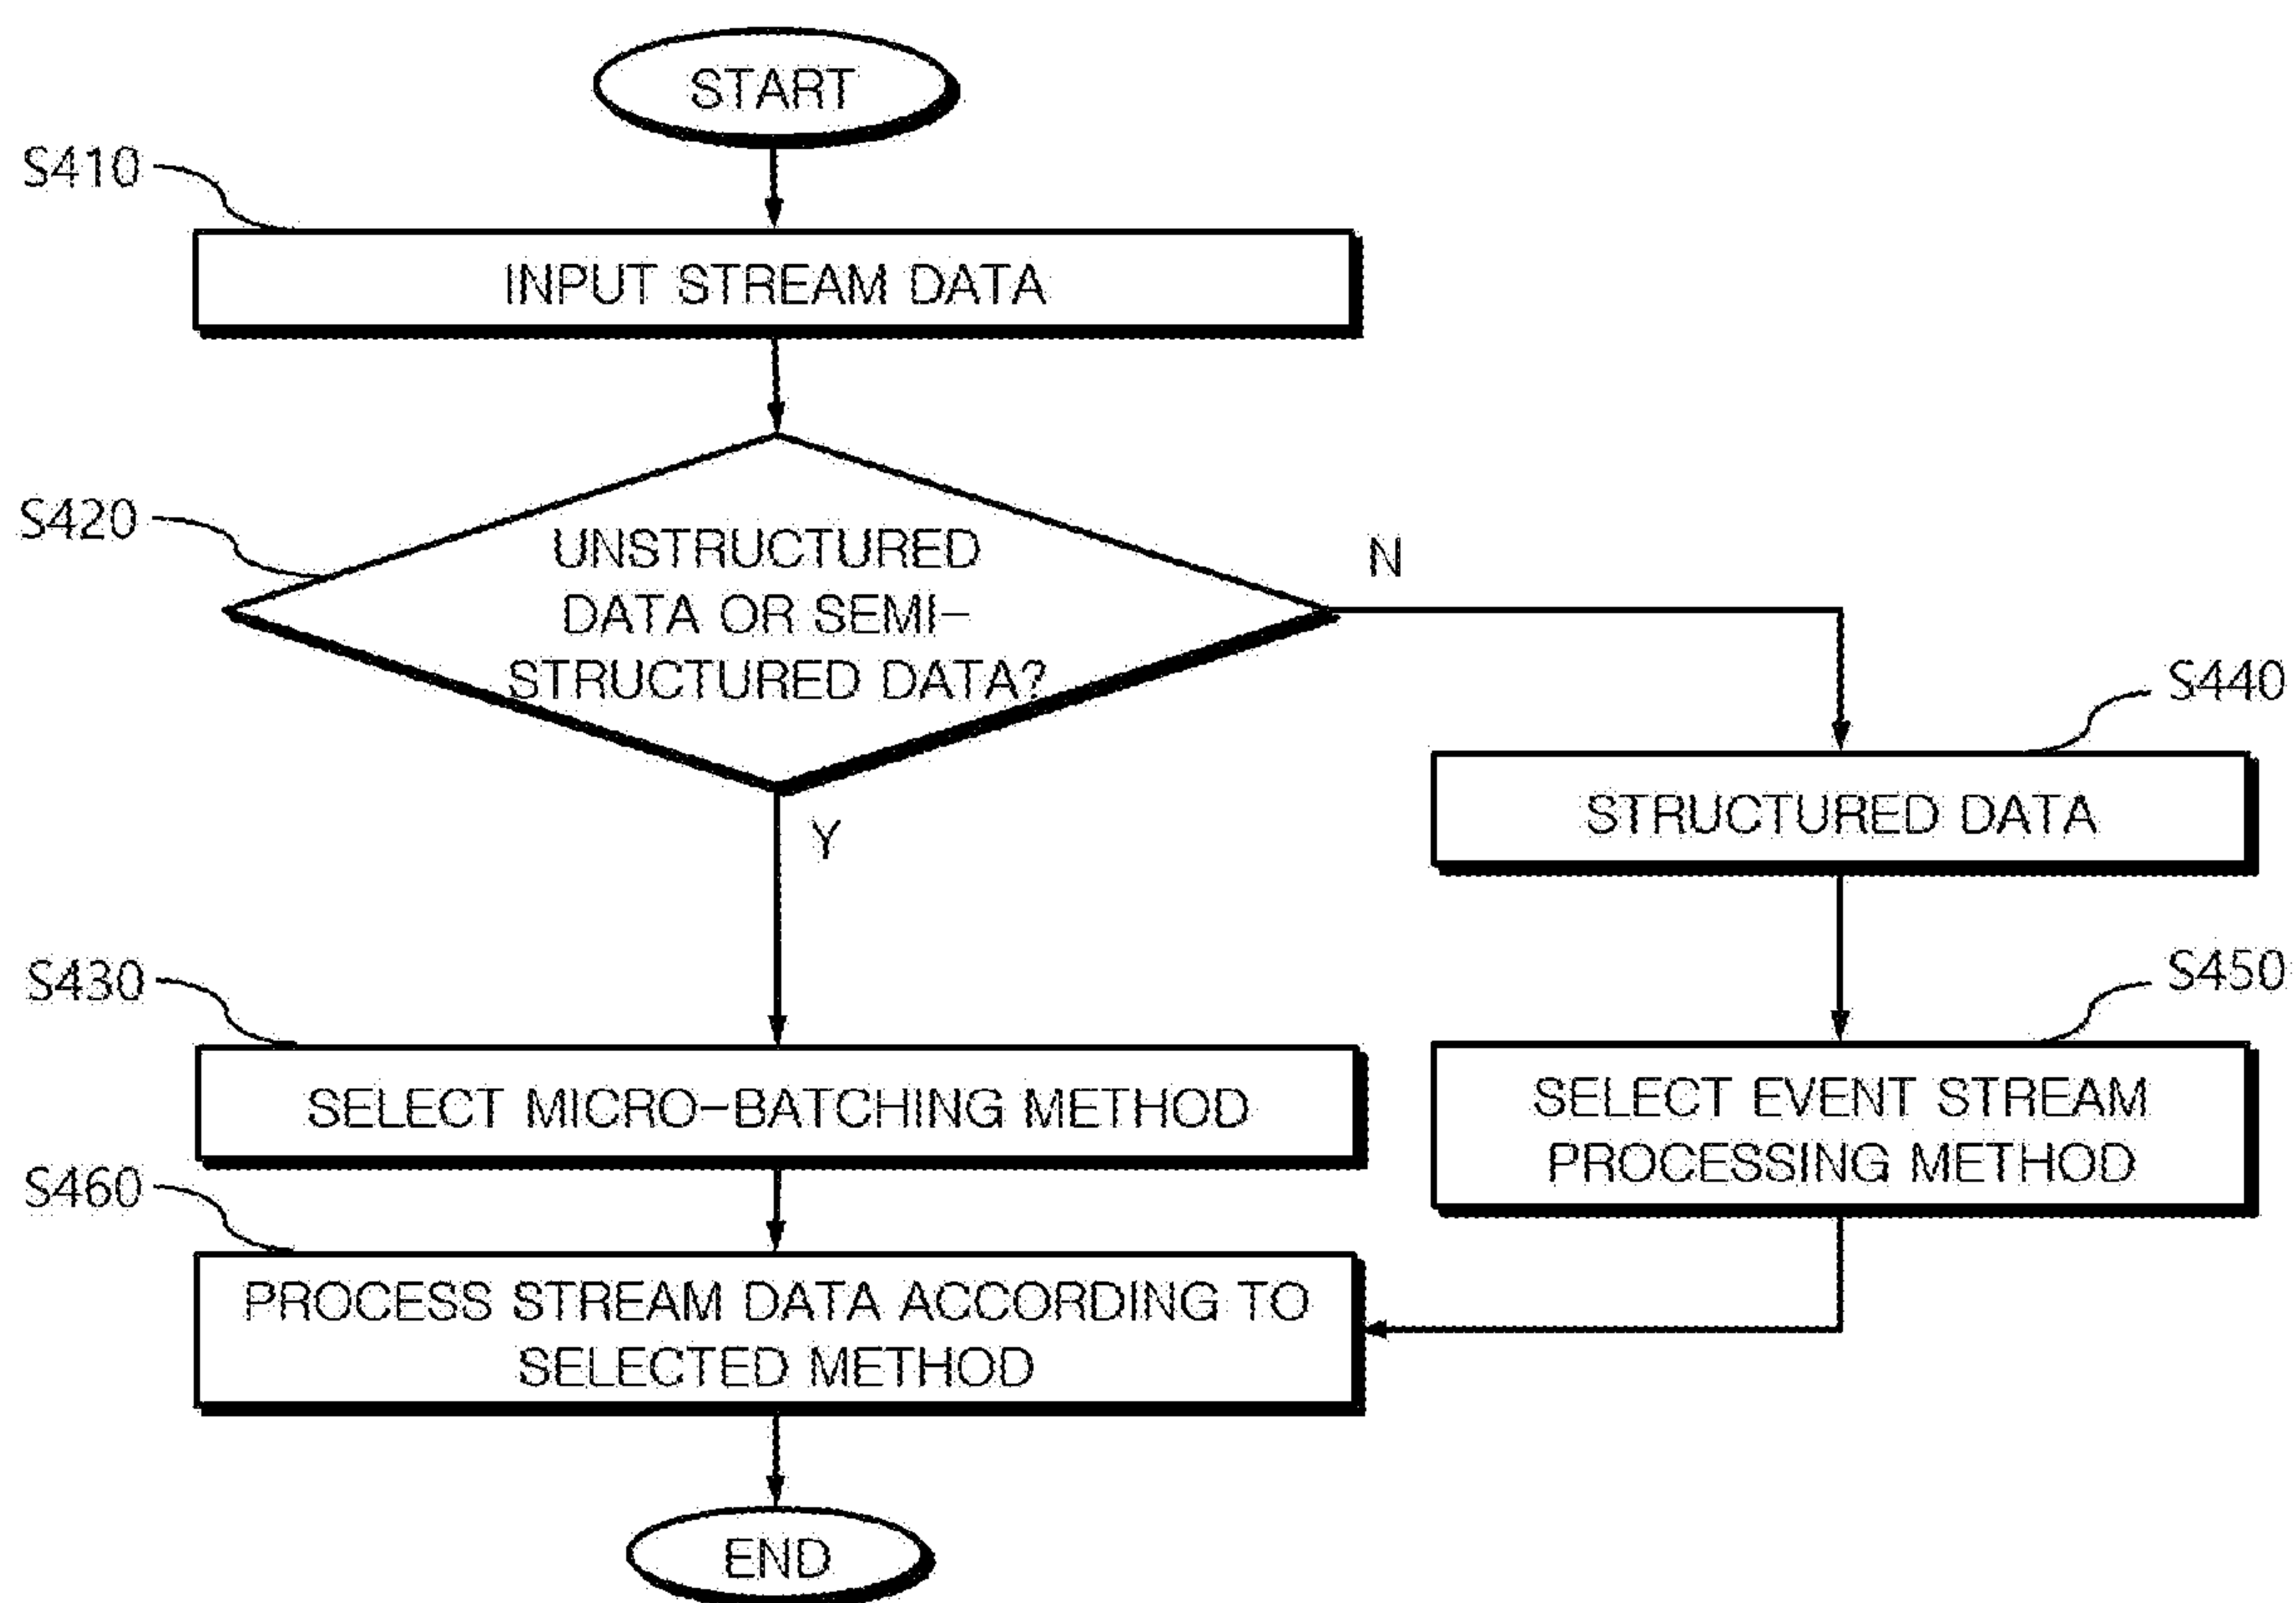 START
S410
INPUT STREAM DATA
S420
UNSTRUCTURED
DATA OR SEMI-
STRUCTURED DATA?
N
Y
S440
STRUCTURED DATA
S430
SELECT MICRO-BATCHING METHOD
S450
SELECT EVENT STREAM
PROCESSING METHOD
S460
PROCESS STREAM DATA ACCORDING TO
SELECTED METHOD
END